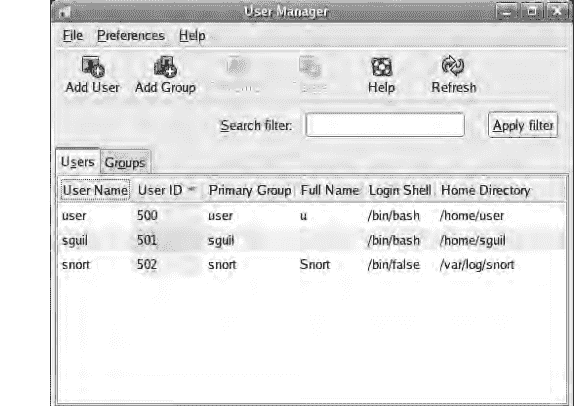 User Manager
File Preferences Help
Add User Add Group Help Refresh
Search filter: Apply filter
Users Groups
User Name User ID Primary Group Full Name Login Shell Home Directory
user 500 user u /bin/bash /home/user
sguil 501 sguil /bin/bash /home/sguil
snort 502 snort Snort /bin/false /var/log/snort